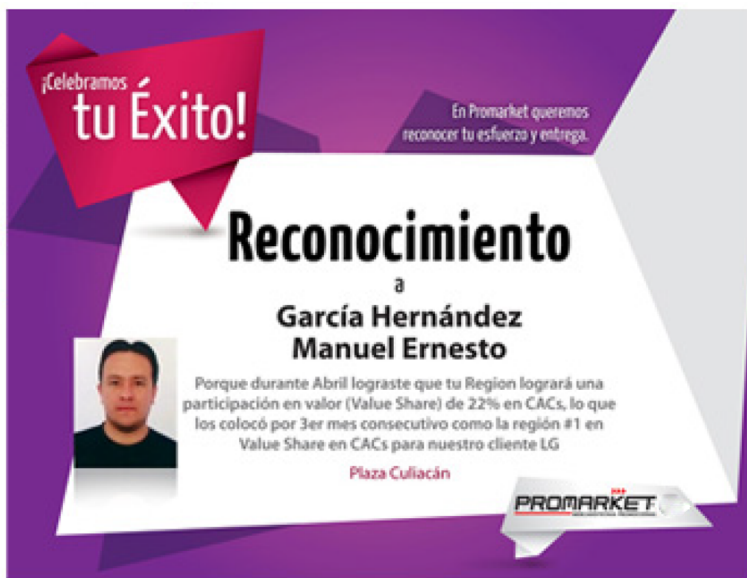 ¡Celebramos
tu Éxito!
En Promarket queremos
reconocer tu esfuerzo y entrega.
Reconocimiento
a
García Hernández
Manuel Ernesto
Porque durante Abril lograste que tu Region logrará una
participación en valor (Value Share) de 22% en CACs, lo que
los colocó por 3er mes consecutivo como la región #1 en
Value Share en CACs para nuestro cliente LG
Plaza Culiacán
PROMARKET